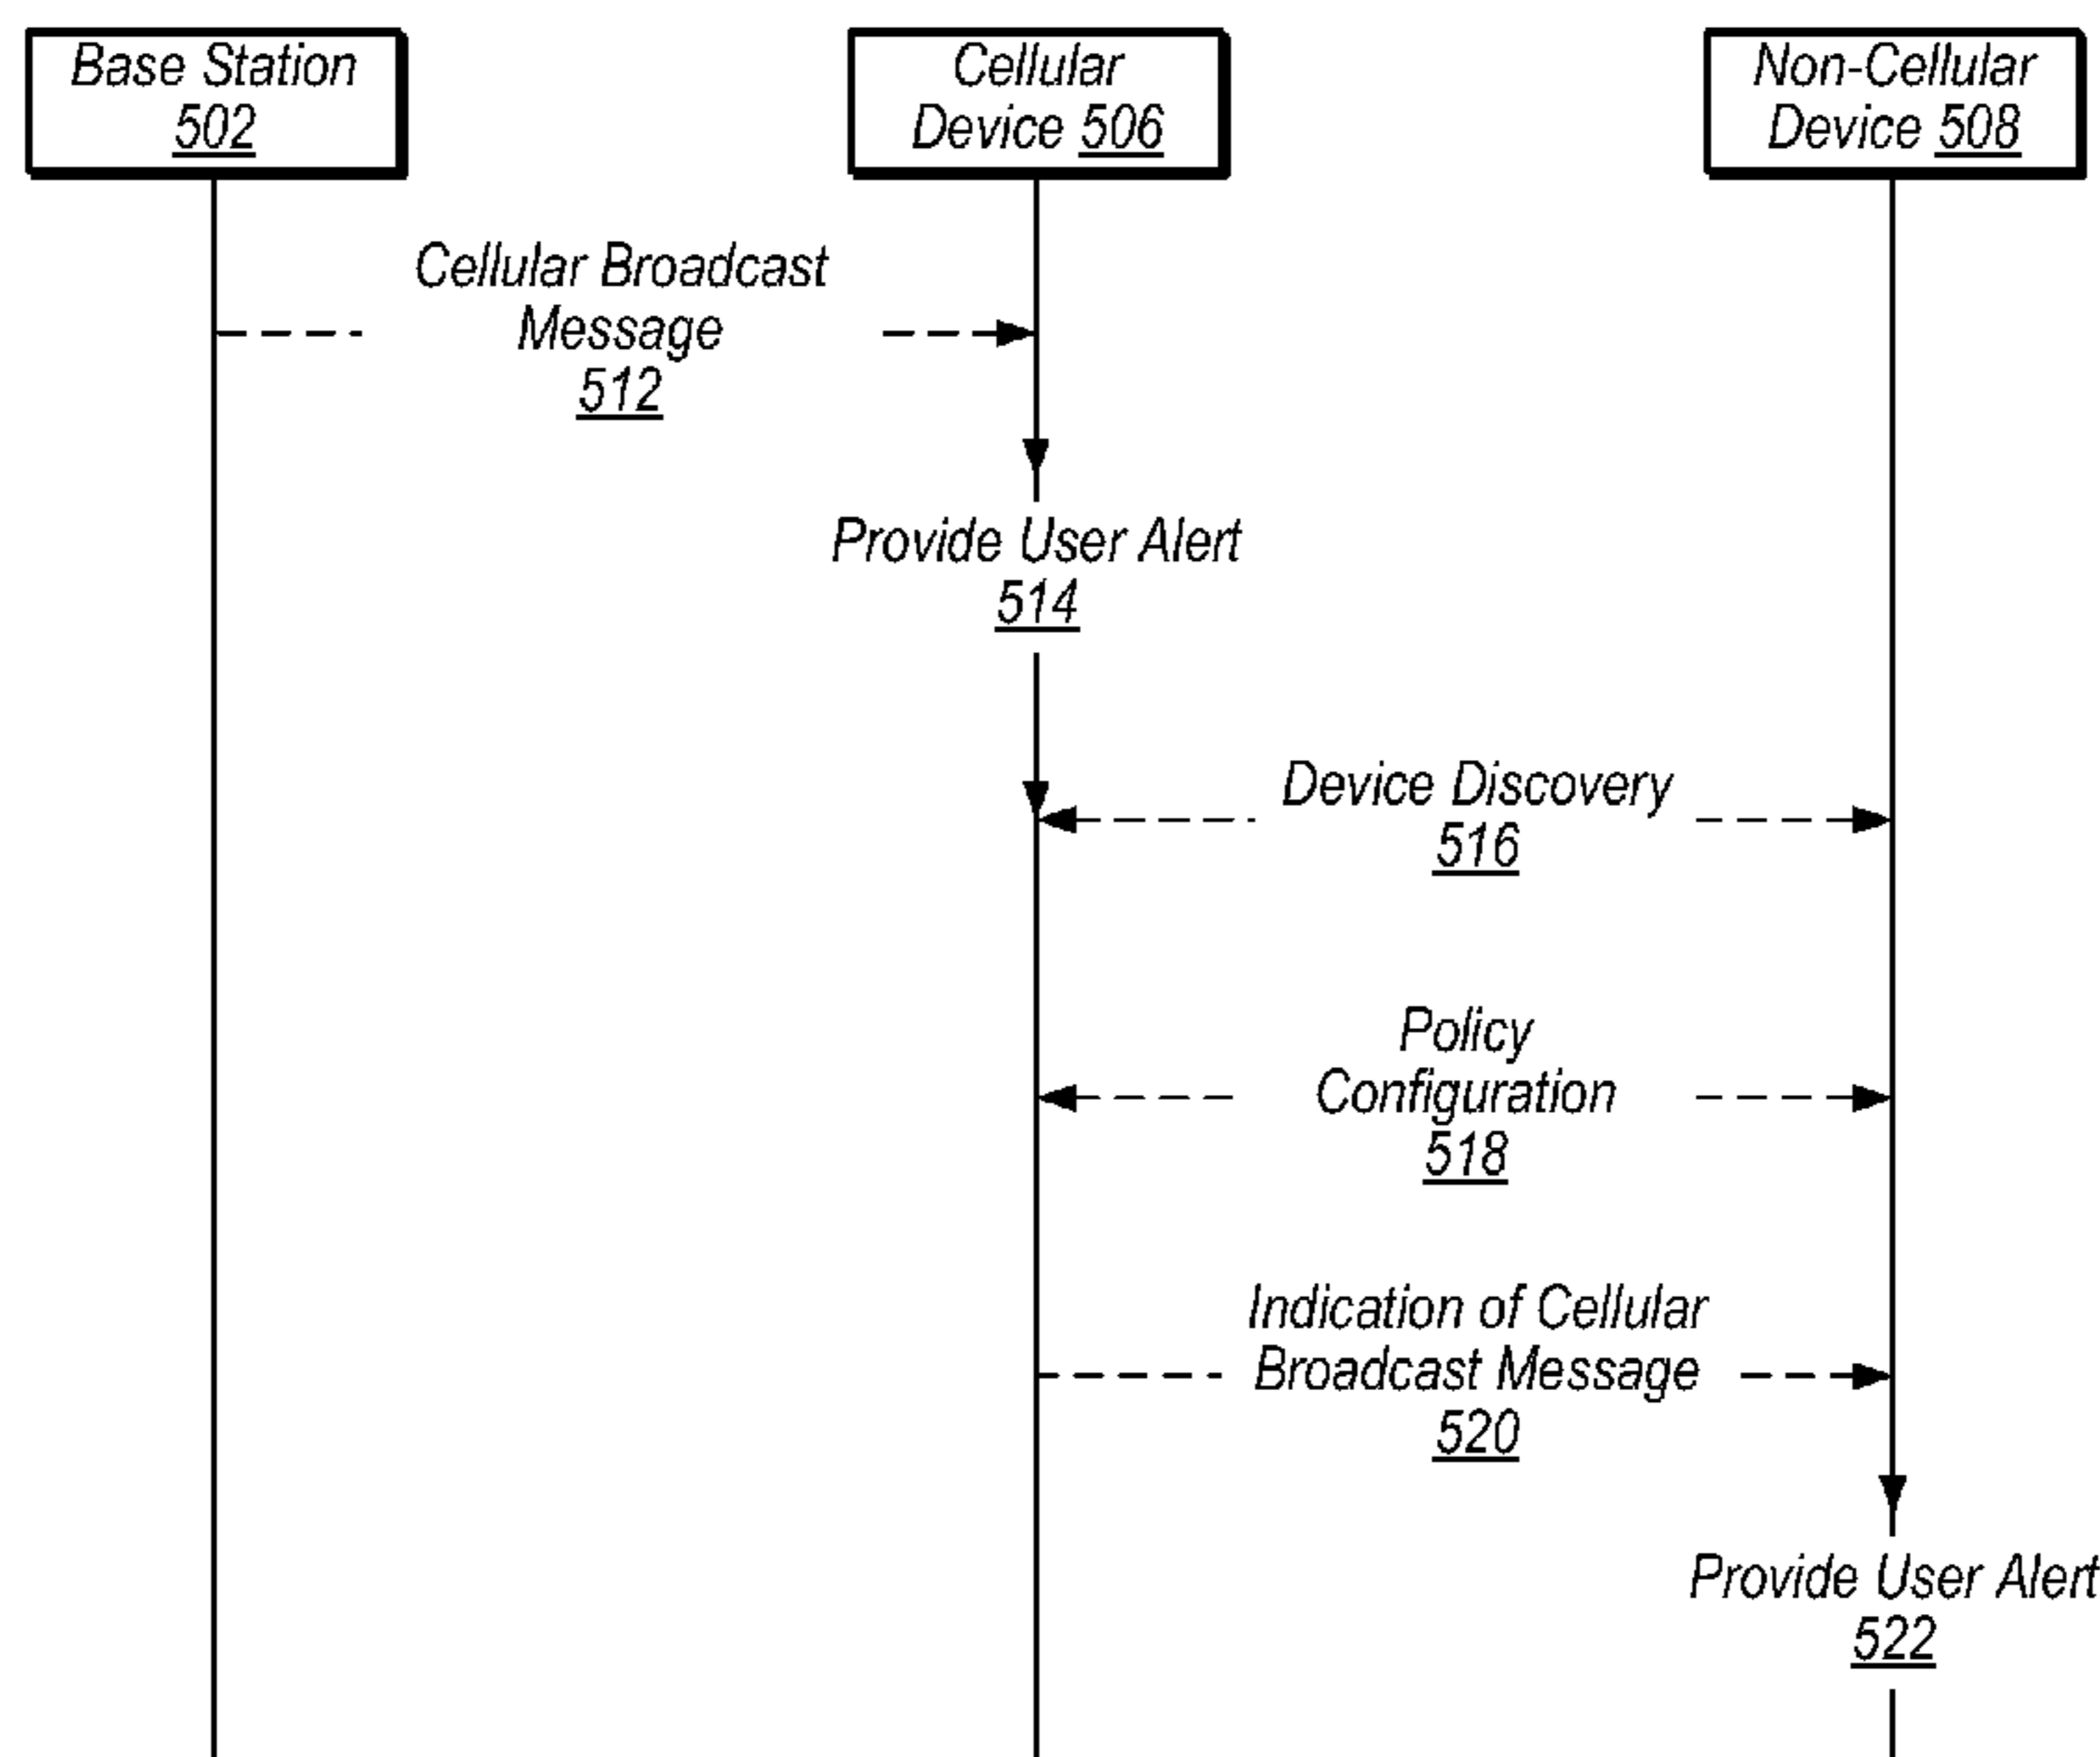 Base Station
502
Cellular
Device 506
Non-Cellular
Device 508
Cellular Broadcast
Message
512
Provide User Alert
514
Device Discovery
516
Policy
Configuration
518
Indication of Cellular
Broadcast Message
520
Provide User Alert
522